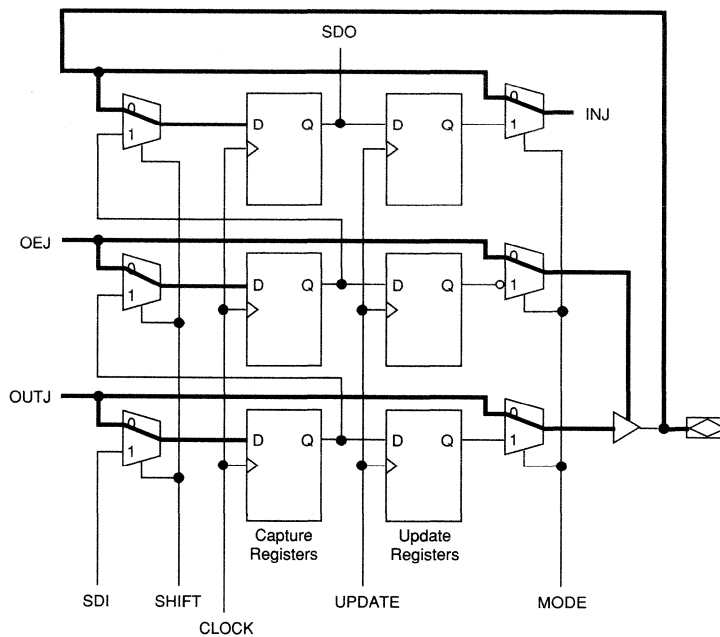 SDO
0
1
D Q
D Q
0
1
INJ
OEJ
0
1
D Q
D Q
0
1
OUTJ
0
1
D Q
D Q
0
1
Capture
Registers
Update
Registers
SDI
SHIFT
CLOCK
UPDATE
MODE